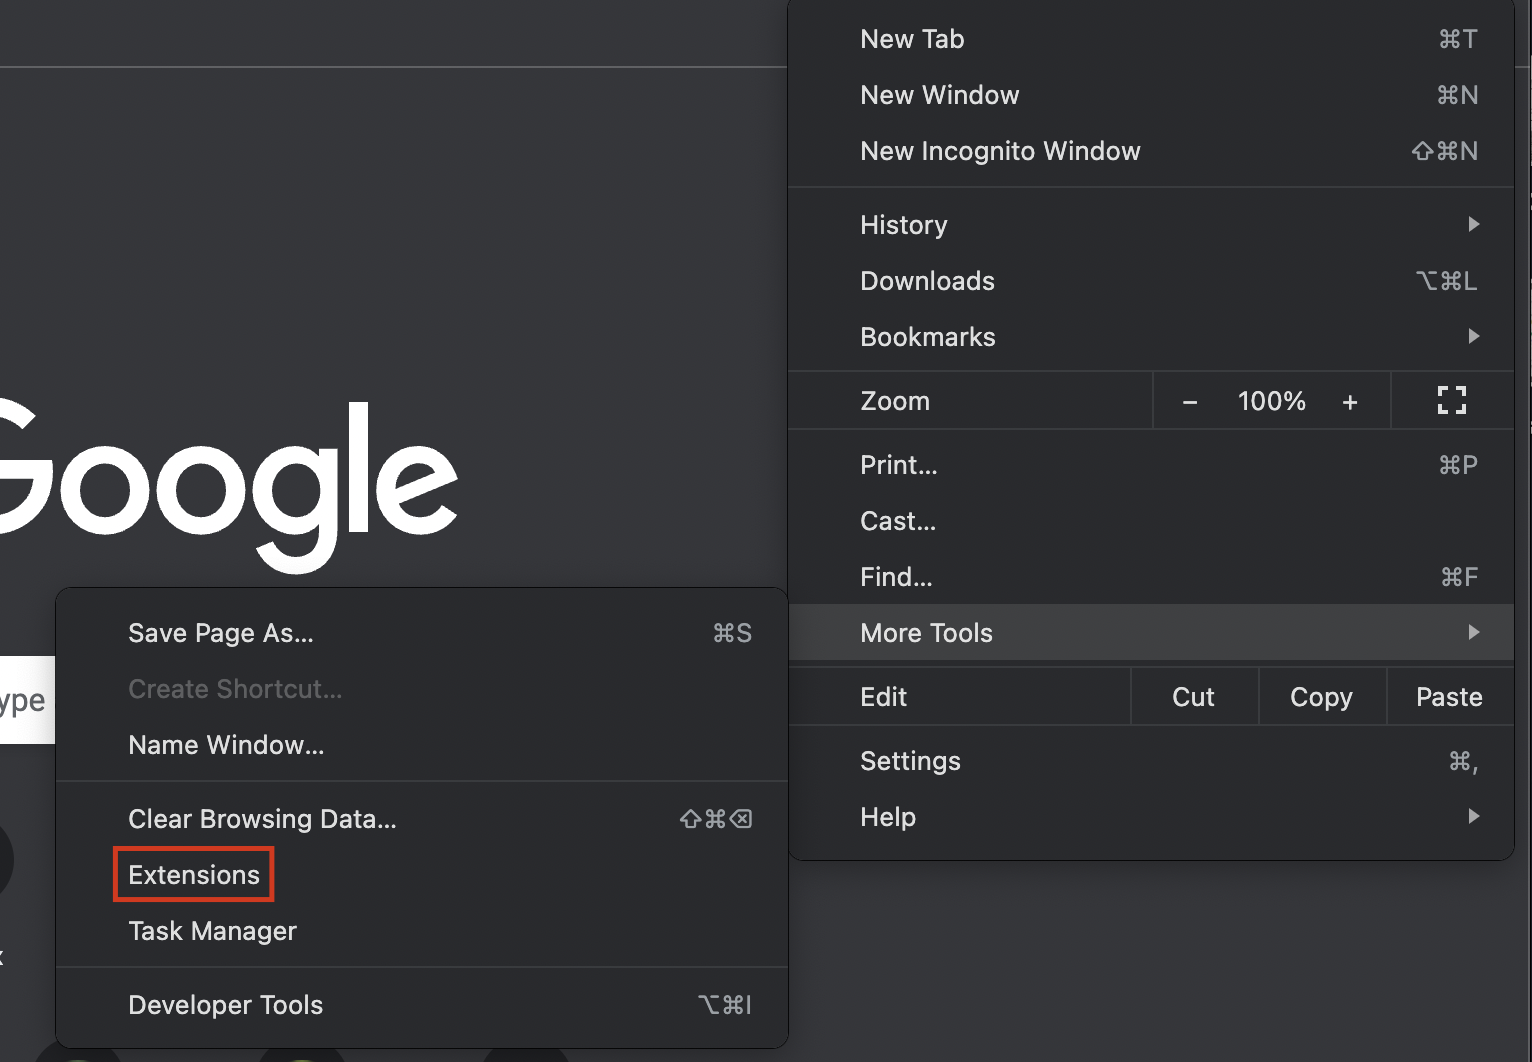 New Tab ⌘T
New Window ⌘N
New Incognito Window ⇧⌘N
History
Downloads ⌥⌘L
Bookmarks
Zoom − 100% +
Print... ⌘P
Cast...
Find... ⌘F
More Tools
Edit Cut Copy Paste
Settings ⌘,
Help
Google
ype
Save Page As... ⌘S
Create Shortcut...
Name Window...
Clear Browsing Data... ⇧⌘⌫
Extensions
Task Manager
Developer Tools ⌥⌘I